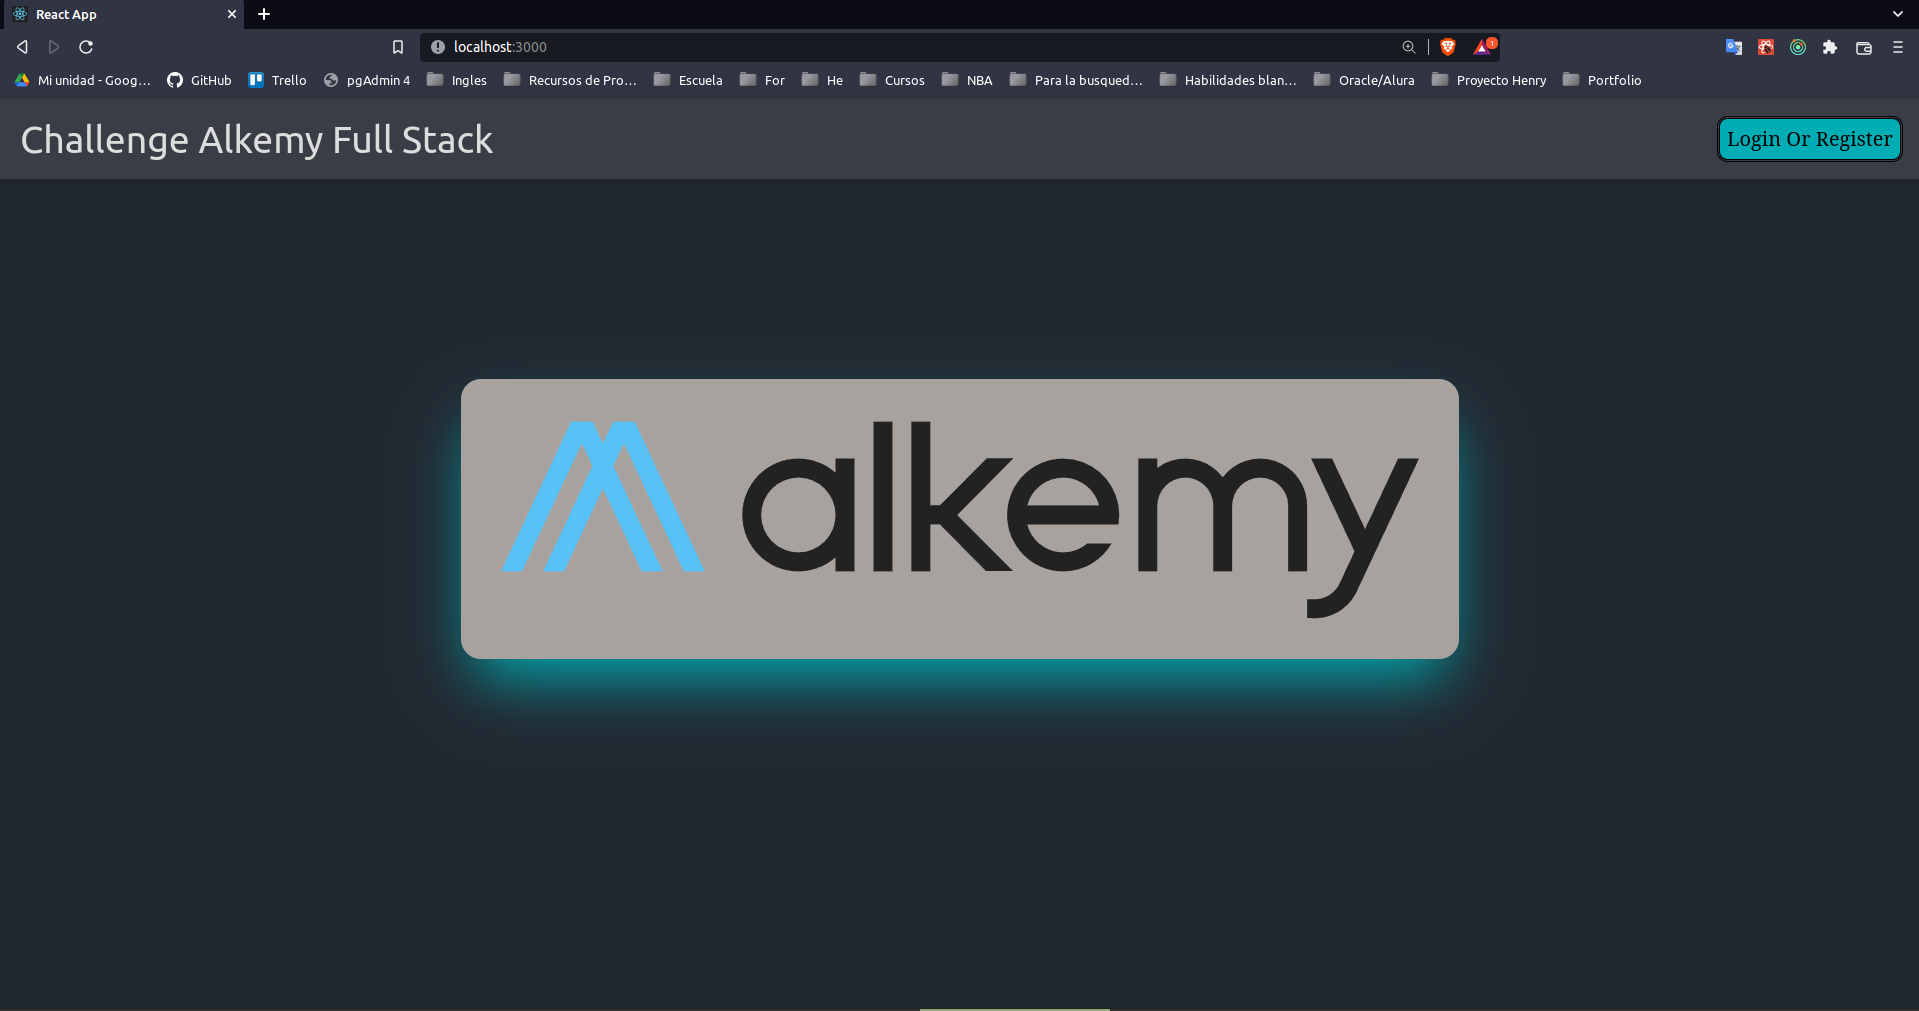 React App
localhost:3000
1
Mi unidad - Goog... GitHub Trello pgAdmin 4 Ingles Recursos de Pro... Escuela For He Cursos NBA Para la busqued... Habilidades blan... Oracle/Alura Proyecto Henry Portfolio
Challenge Alkemy Full Stack
Login Or Register
alkemy